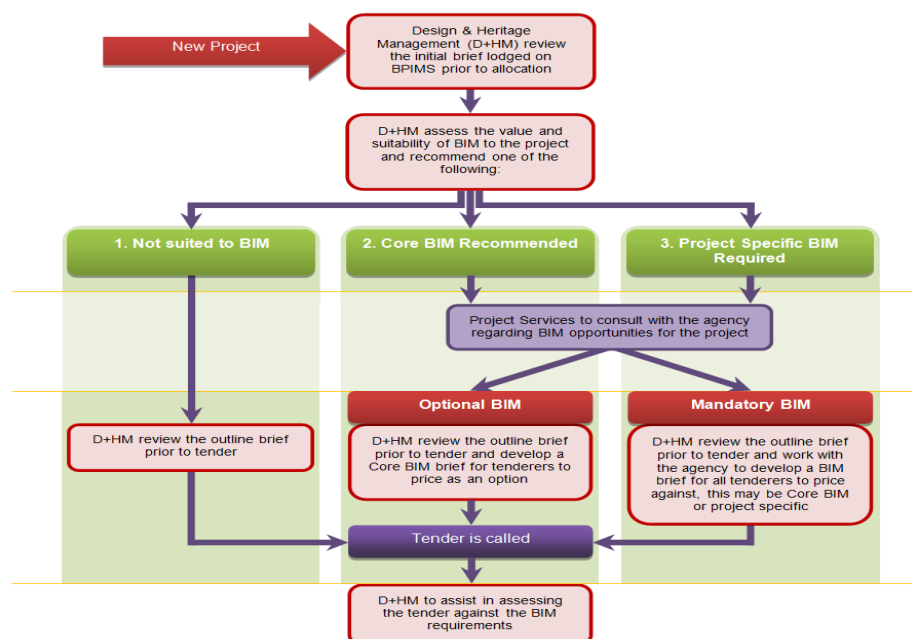 New Project
Design & Heritage
Management (D+HM) review
the initial brief lodged on
BPIMS prior to allocation
D+HM assess the value and
suitability of BIM to the project
and recommend one of the
following:
1. Not suited to BIM
2. Core BIM Recommended
3. Project Specific BIM
Required
Project Services to consult with the agency
regarding BIM opportunities for the project
Optional BIM
Mandatory BIM
D+HM review the outline brief
prior to tender
D+HM review the outline brief
prior to tender and develop a
Core BIM brief for tenderers to
price as an option
D+HM review the outline brief
prior to tender and work with
the agency to develop a BIM
brief for all tenderers to price
against, this may be Core BIM
or project specific
Tender is called
D+HM to assist in assessing
the tender against the BIM
requirements